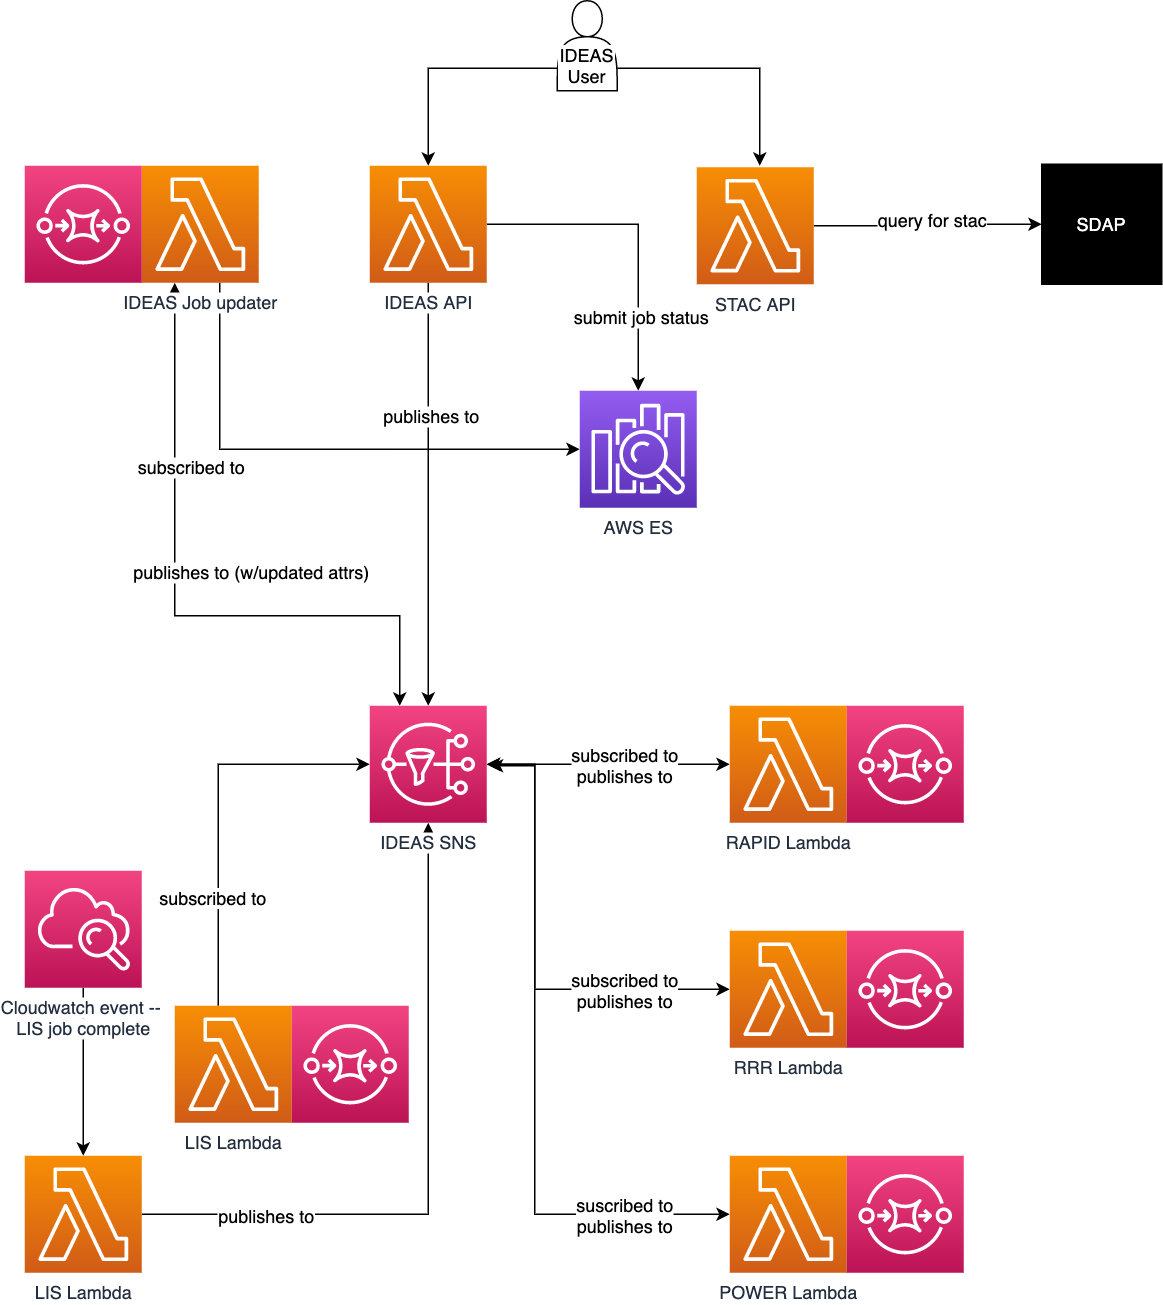 IDEAS
User
IDEAS Job updater
IDEAS API
STAC API
query for stac
SDAP
submit job status
publishes to
subscribed to
AWS ES
publishes to (w/updated attrs)
IDEAS SNS
subscribed to
publishes to
RAPID Lambda
subscribed to
Cloudwatch event --
LIS job complete
subscribed to
publishes to
RRR Lambda
LIS Lambda
publishes to
suscribed to
publishes to
LIS Lambda
POWER Lambda